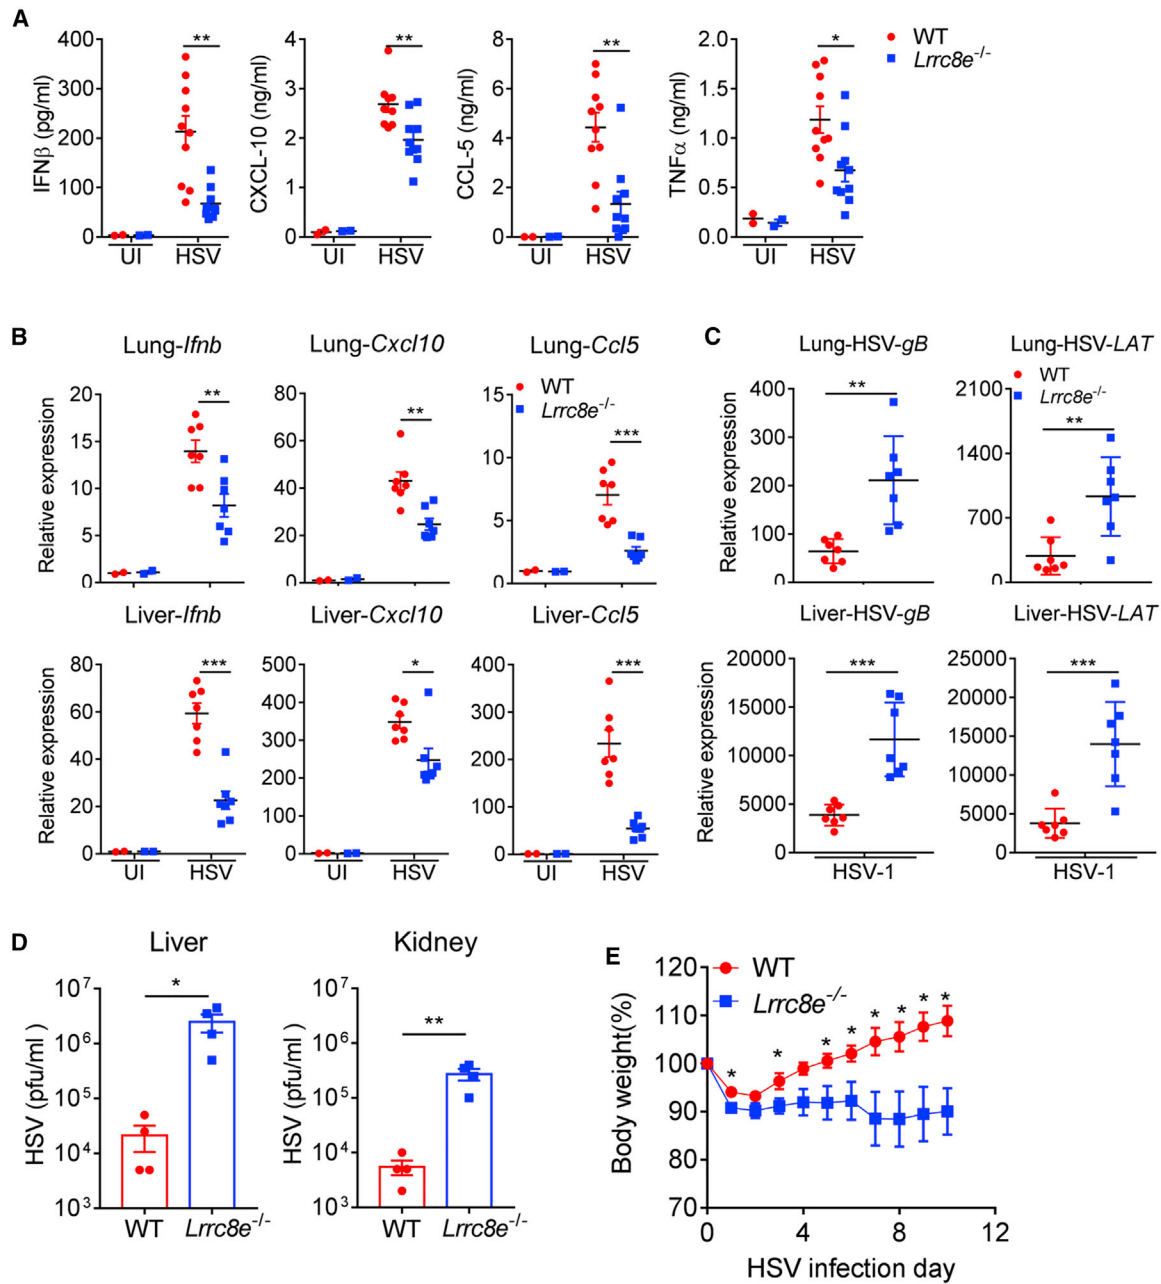 A
IFNβ (pg/ml)
400
300
200
100
0
**
UI
HSV
CXCL-10 (ng/ml)
4
3
2
1
0
**
UI
HSV
CCL-5 (ng/ml)
8
6
4
2
0
**
UI
HSV
TNFα (ng/ml)
2.0
1.5
1.0
0.5
0.0
*
UI
HSV
WT
Lrrc8e⁻/⁻
B
Lung-Ifnb
Relative expression
20
15
10
5
0
**
Lung-Cxcl10
80
60
40
20
0
**
Lung-Ccl5
WT
Lrrc8e⁻/⁻
15
10
5
0
***
Liver-Ifnb
Relative expression
80
60
40
20
0
***
UI
HSV
Liver-Cxcl10
500
400
300
200
100
0
*
UI
HSV
Liver-Ccl5
400
300
200
100
0
***
UI
HSV
C
Lung-HSV-gB
Relative expression
400
300
200
100
0
**
Lung-HSV-LAT
WT
Lrrc8e⁻/⁻
2100
1400
700
0
**
Liver-HSV-gB
Relative expression
20000
15000
10000
5000
0
***
HSV-1
Liver-HSV-LAT
25000
20000
15000
10000
5000
0
***
HSV-1
D
Liver
HSV (pfu/ml)
10⁷
10⁶
10⁵
10⁴
10³
*
WT
Lrrc8e⁻/⁻
Kidney
HSV (pfu/ml)
10⁷
10⁶
10⁵
10⁴
10³
**
WT
Lrrc8e⁻/⁻
E
WT
Lrrc8e⁻/⁻
Body weight(%)
120
110
100
90
80
70
* * * * * * * *
0 4 8 12
HSV infection day